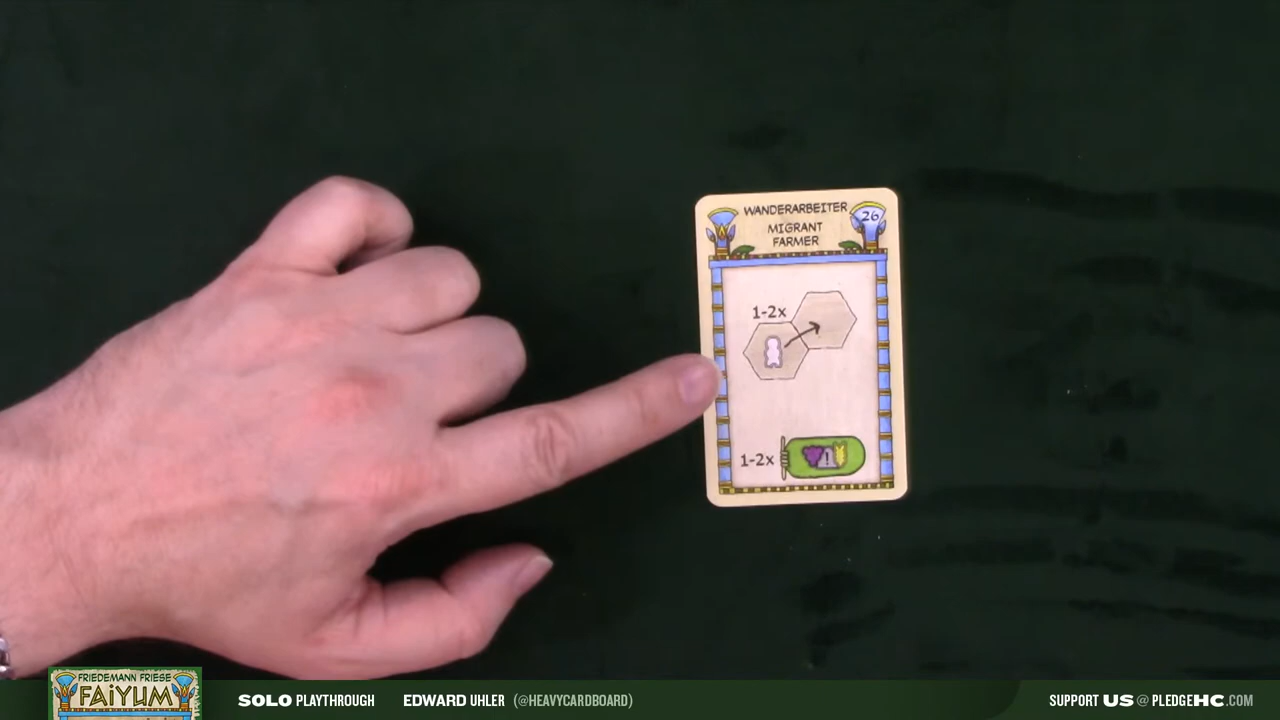 WANDERARBEITER
26
MIGRANT
FARMER
1-2x
1-2x
!
FRIEDEMANN FRIESE
FAIYUM
SOLO PLAYTHROUGH EDWARD UHLER (@HEAVYCARDBOARD)
SUPPORT US @ PLEDGEHC.COM